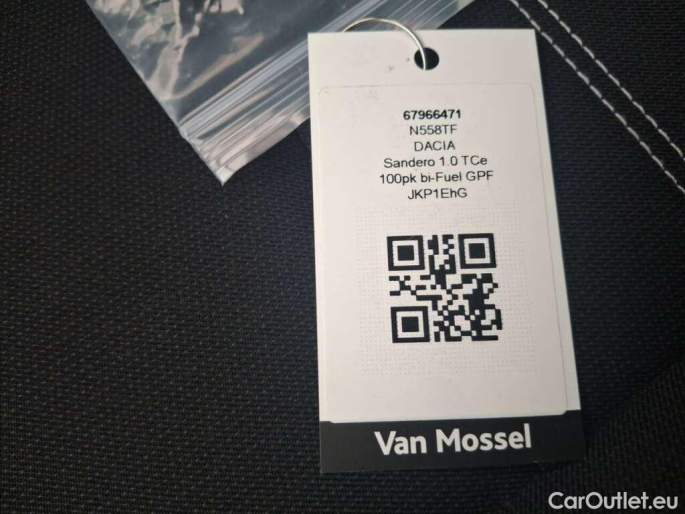 67966471
N558TF
DACIA
Sandero 1.0 TCe
100pk bi-Fuel GPF
JKP1EhG
Van Mossel
CarOutlet.eu